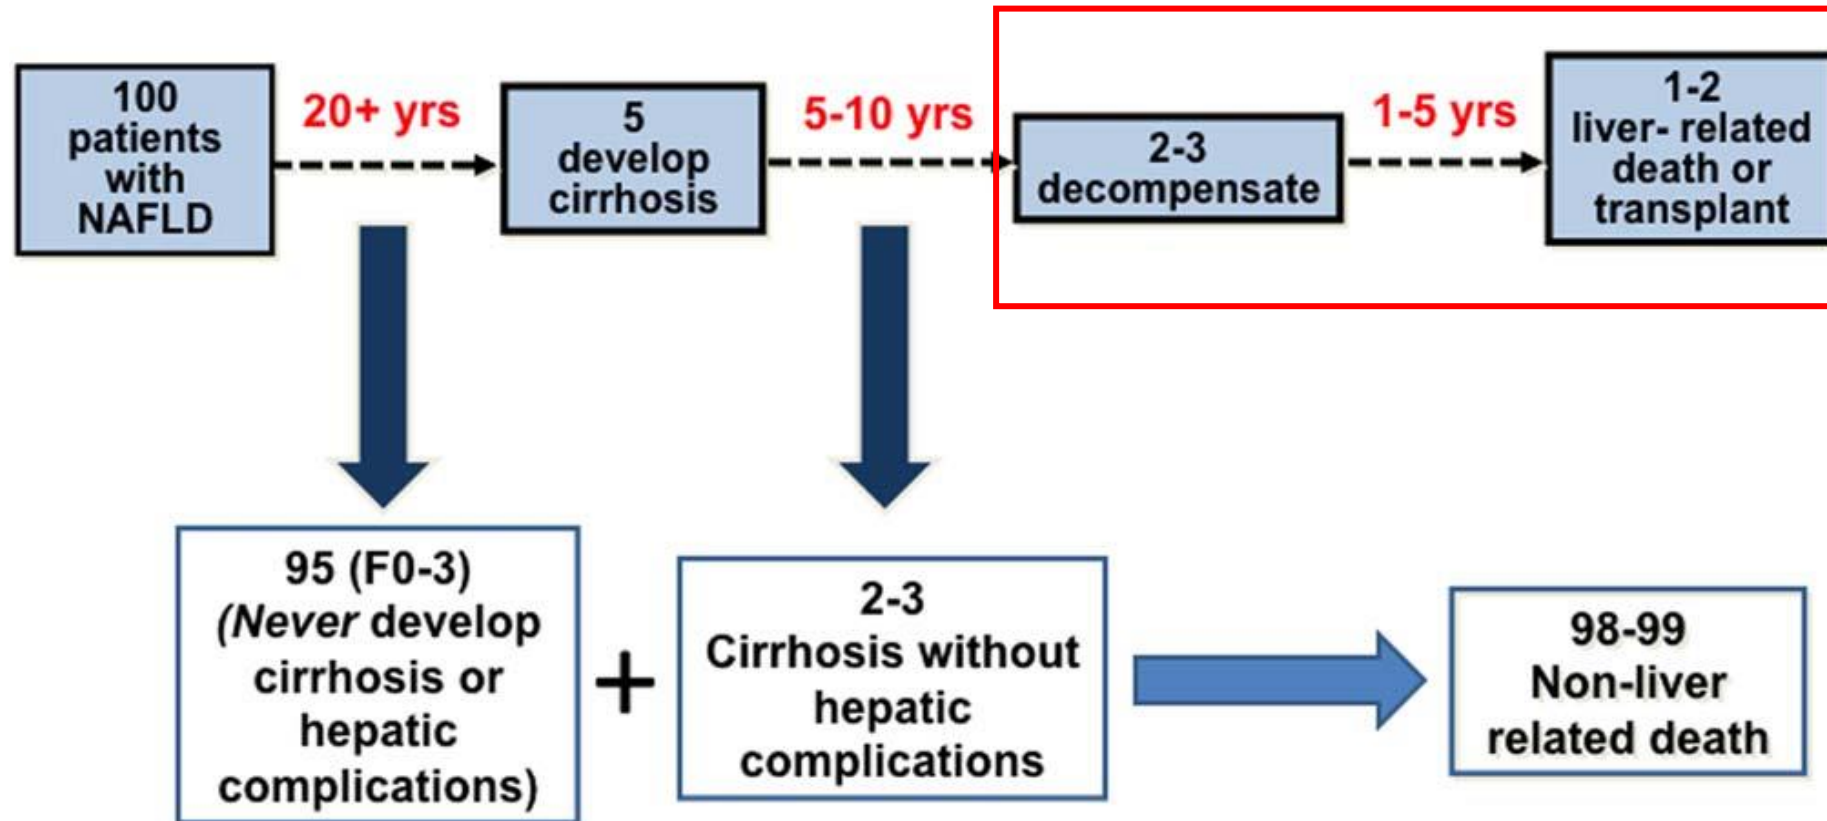 100
patients
with
NAFLD
20+ yrs
5
develop
cirrhosis
5-10 yrs
2-3
decompensate
1-5 yrs
1-2
liver- related
death or
transplant
95 (F0-3)
(Never develop
cirrhosis or
hepatic
complications)
+
2-3
Cirrhosis without
hepatic
complications
98-99
Non-liver
related death